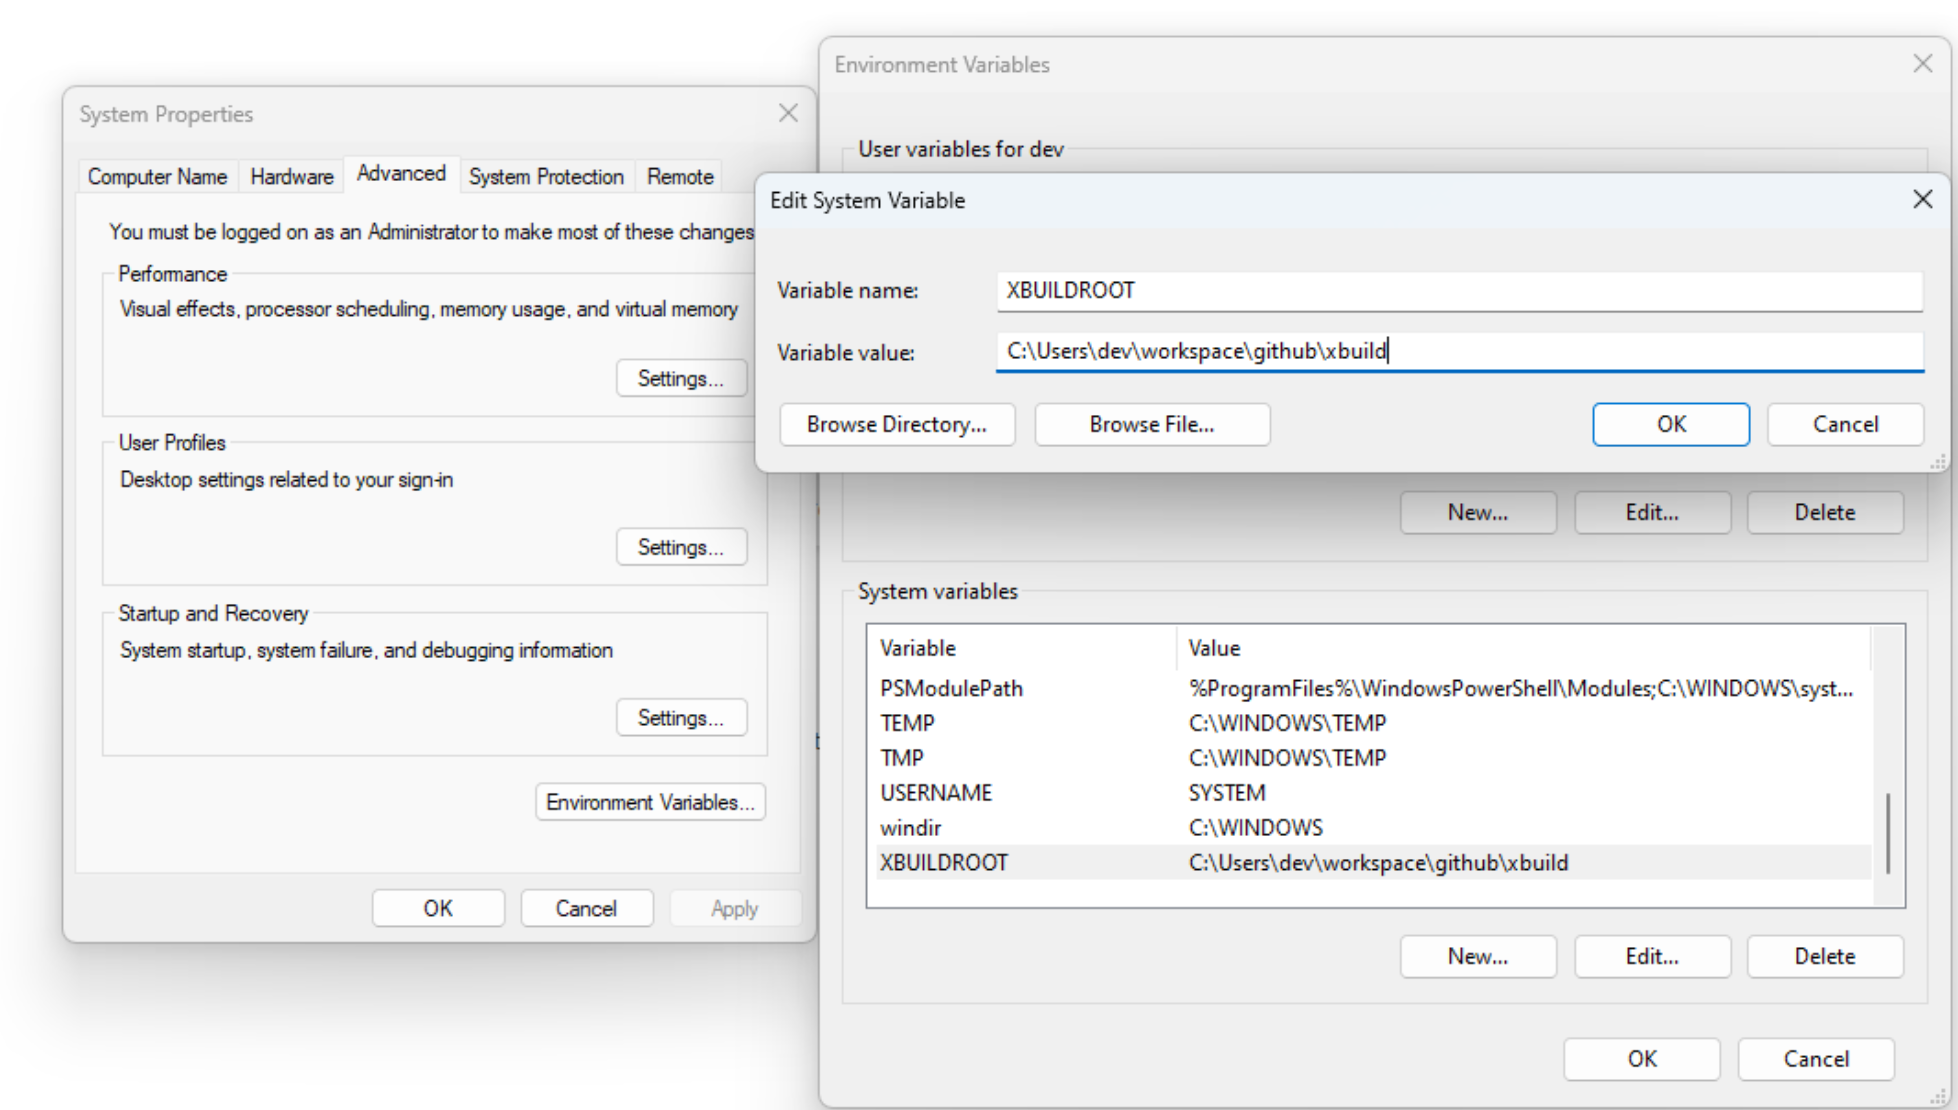 System Properties
Computer Name Hardware Advanced System Protection Remote
You must be logged on as an Administrator to make most of these changes
Performance
Visual effects, processor scheduling, memory usage, and virtual memory
Settings...
User Profiles
Desktop settings related to your sign-in
Settings...
Startup and Recovery
System startup, system failure, and debugging information
Settings...
Environment Variables...
OK Cancel Apply
Environment Variables
User variables for dev
Edit System Variable
Variable name: XBUILDROOT
Variable value: C:\Users\dev\workspace\github\xbuild
Browse Directory... Browse File... OK Cancel
New... Edit... Delete
System variables
Variable Value
PSModulePath %ProgramFiles%\WindowsPowerShell\Modules;C:\WINDOWS\syst...
TEMP C:\WINDOWS\TEMP
TMP C:\WINDOWS\TEMP
USERNAME SYSTEM
windir C:\WINDOWS
XBUILDROOT C:\Users\dev\workspace\github\xbuild
New... Edit... Delete
OK Cancel